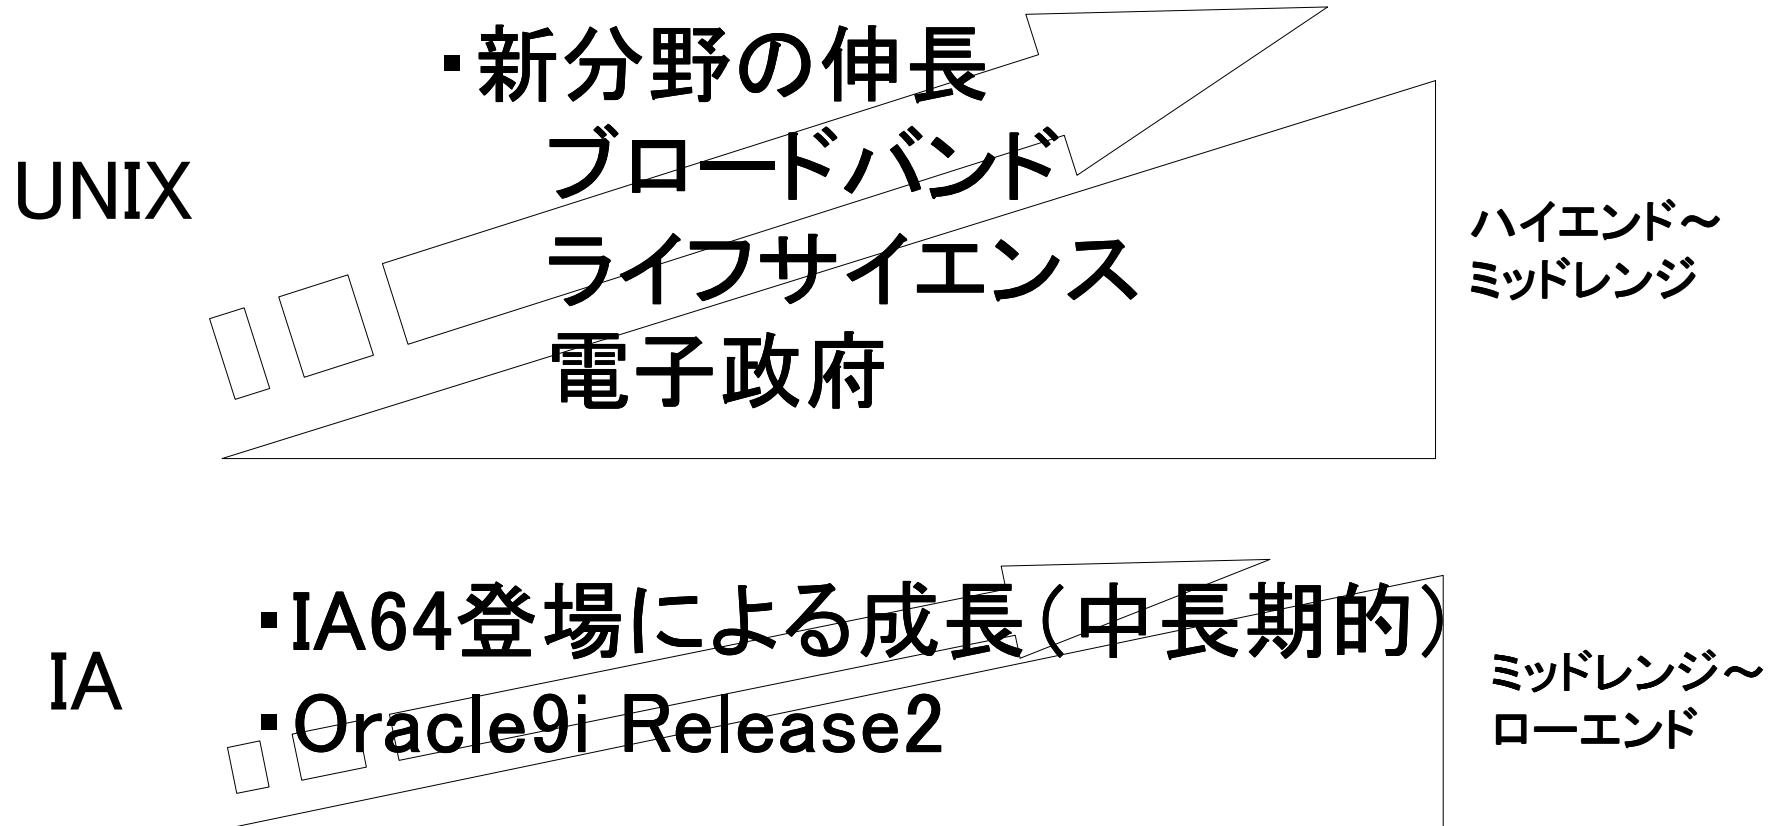 ・新分野の伸長
ブロードバンド
ライフサイエンス
電子政府
UNIX
ハイエンド～
ミッドレンジ
・IA64登場による成長（中長期的）
・Oracle9i Release2
IA
ミッドレンジ～
ローエンド